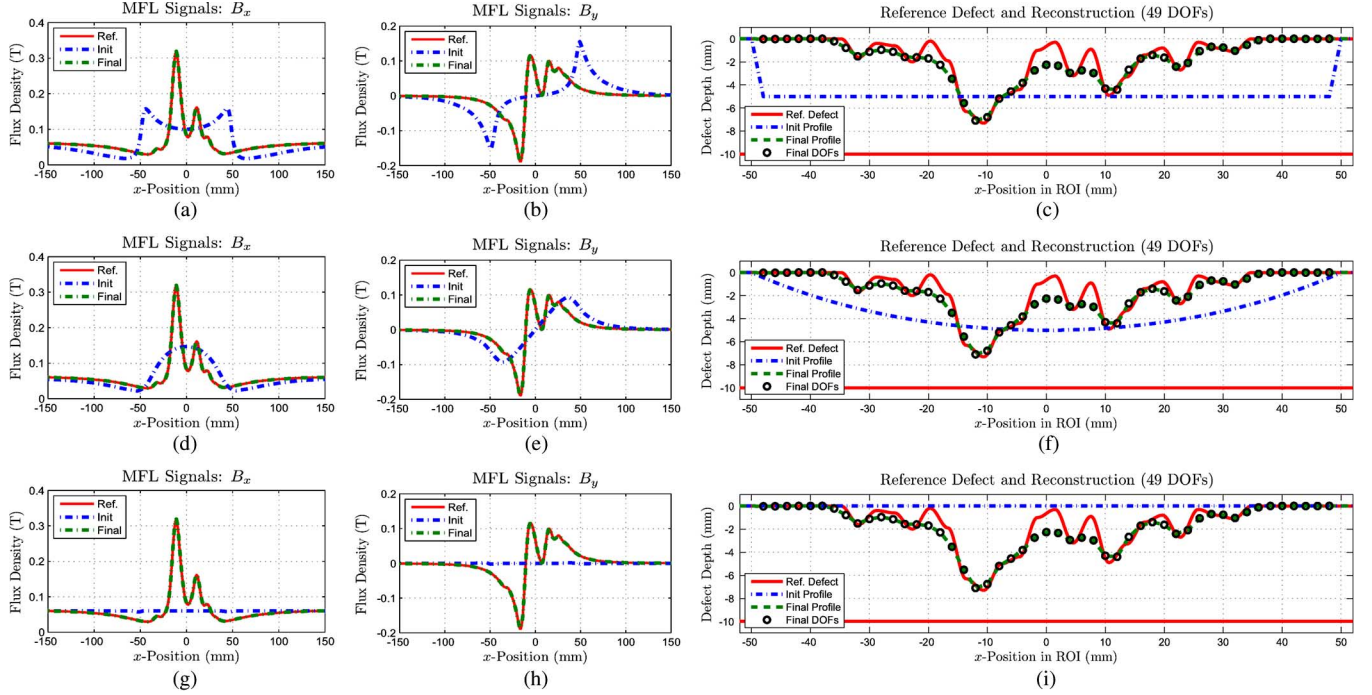 MFL Signals: Bx
Flux Density (T)
0.4
0.3
0.2
0.1
0
Ref.
Init
Final
-150 -100 -50 0 50 100 150
x-Position (mm)
(a)
MFL Signals: By
Flux Density (T)
0.2
0.1
0
-0.1
-0.2
Ref.
Init
Final
-150 -100 -50 0 50 100 150
x-Position (mm)
(b)
Reference Defect and Reconstruction (49 DOFs)
Defect Depth (mm)
0
-2
-4
-6
-8
-10
Ref. Defect
Init Profile
Final Profile
Final DOFs
-50 -40 -30 -20 -10 0 10 20 30 40 50
x-Position in ROI (mm)
(c)
MFL Signals: Bx
Flux Density (T)
0.4
0.3
0.2
0.1
0
Ref.
Init
Final
-150 -100 -50 0 50 100 150
x-Position (mm)
(d)
MFL Signals: By
Flux Density (T)
0.2
0.1
0
-0.1
-0.2
Ref.
Init
Final
-150 -100 -50 0 50 100 150
x-Position (mm)
(e)
Reference Defect and Reconstruction (49 DOFs)
Defect Depth (mm)
0
-2
-4
-6
-8
-10
Ref. Defect
Init Profile
Final Profile
Final DOFs
-50 -40 -30 -20 -10 0 10 20 30 40 50
x-Position in ROI (mm)
(f)
MFL Signals: Bx
Flux Density (T)
0.4
0.3
0.2
0.1
0
Ref.
Init
Final
-150 -100 -50 0 50 100 150
x-Position (mm)
(g)
MFL Signals: By
Flux Density (T)
0.2
0.1
0
-0.1
-0.2
Ref.
Init
Final
-150 -100 -50 0 50 100 150
x-Position (mm)
(h)
Reference Defect and Reconstruction (49 DOFs)
Defect Depth (mm)
0
-2
-4
-6
-8
-10
Ref. Defect
Init Profile
Final Profile
Final DOFs
-50 -40 -30 -20 -10 0 10 20 30 40 50
x-Position in ROI (mm)
(i)